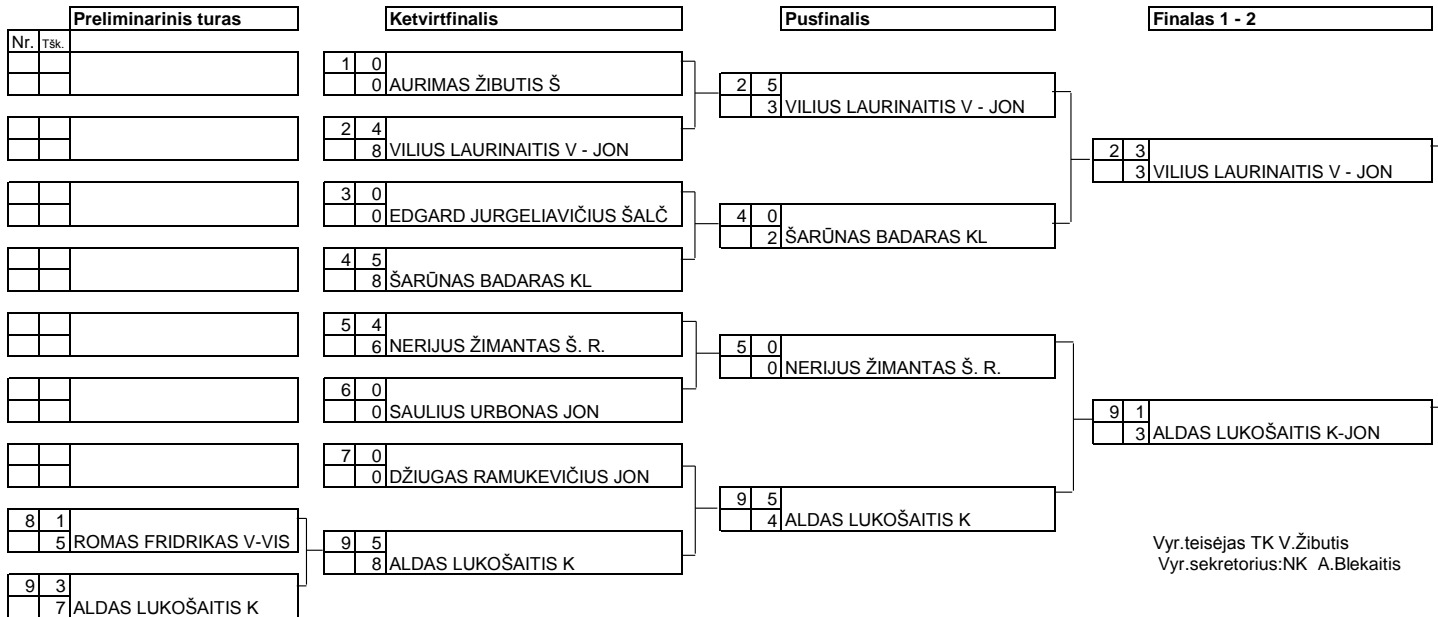 Preliminarinis turas
Ketvirtfinalis
Pusfinalis
Finalas 1 - 2
Nr. Tšk.
1 0
0 AURIMAS ŽIBUTIS Š
2 5
3 VILIUS LAURINAITIS V - JON
2 4
8 VILIUS LAURINAITIS V - JON
2 3
3 VILIUS LAURINAITIS V - JON
3 0
0 EDGARD JURGELIAVIČIUS ŠALČ
4 0
2 ŠARŪNAS BADARAS KL
4 5
8 ŠARŪNAS BADARAS KL
5 4
6 NERIJUS ŽIMANTAS Š. R.
5 0
0 NERIJUS ŽIMANTAS Š. R.
6 0
0 SAULIUS URBONAS JON
9 1
3 ALDAS LUKOŠAITIS K-JON
7 0
0 DŽIUGAS RAMUKEVIČIUS JON
9 5
4 ALDAS LUKOŠAITIS K
8 1
5 ROMAS FRIDRIKAS V-VIS
9 5
8 ALDAS LUKOŠAITIS K
Vyr.teisėjas TK V.Žibutis
Vyr.sekretorius:NK A.Blekaitis
9 3
7 ALDAS LUKOŠAITIS K